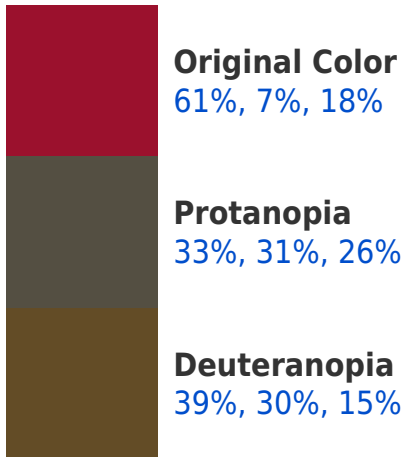 Original Color
61%, 7%, 18%
Protanopia
33%, 31%, 26%
Deuteranopia
39%, 30%, 15%